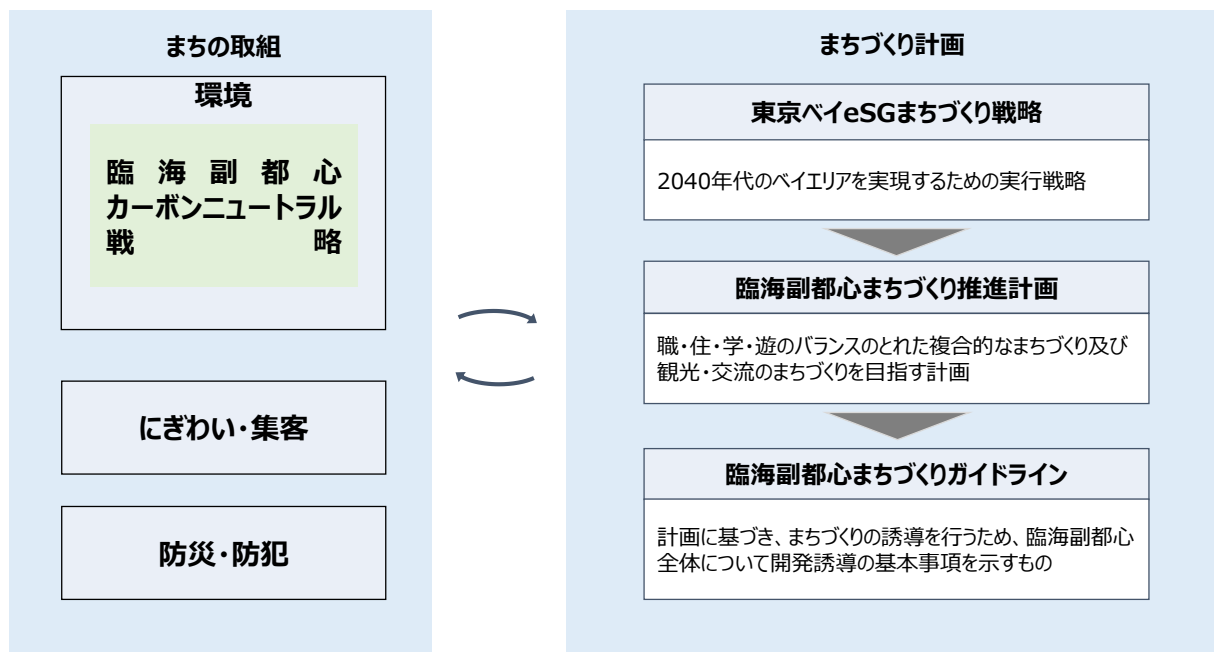 まちの取組
環境
臨海副都心
カーボンニュートラル
戦略
にぎわい・集客
防災・防犯
まちづくり計画
東京ベイeSGまちづくり戦略
2040年代のベイエリアを実現するための実行戦略
臨海副都心まちづくり推進計画
職・住・学・遊のバランスのとれた複合的なまちづくり及び
観光・交流のまちづくりを目指す計画
臨海副都心まちづくりガイドライン
計画に基づき、まちづくりの誘導を行うため、臨海副都心
全体について開発誘導の基本事項を示すもの